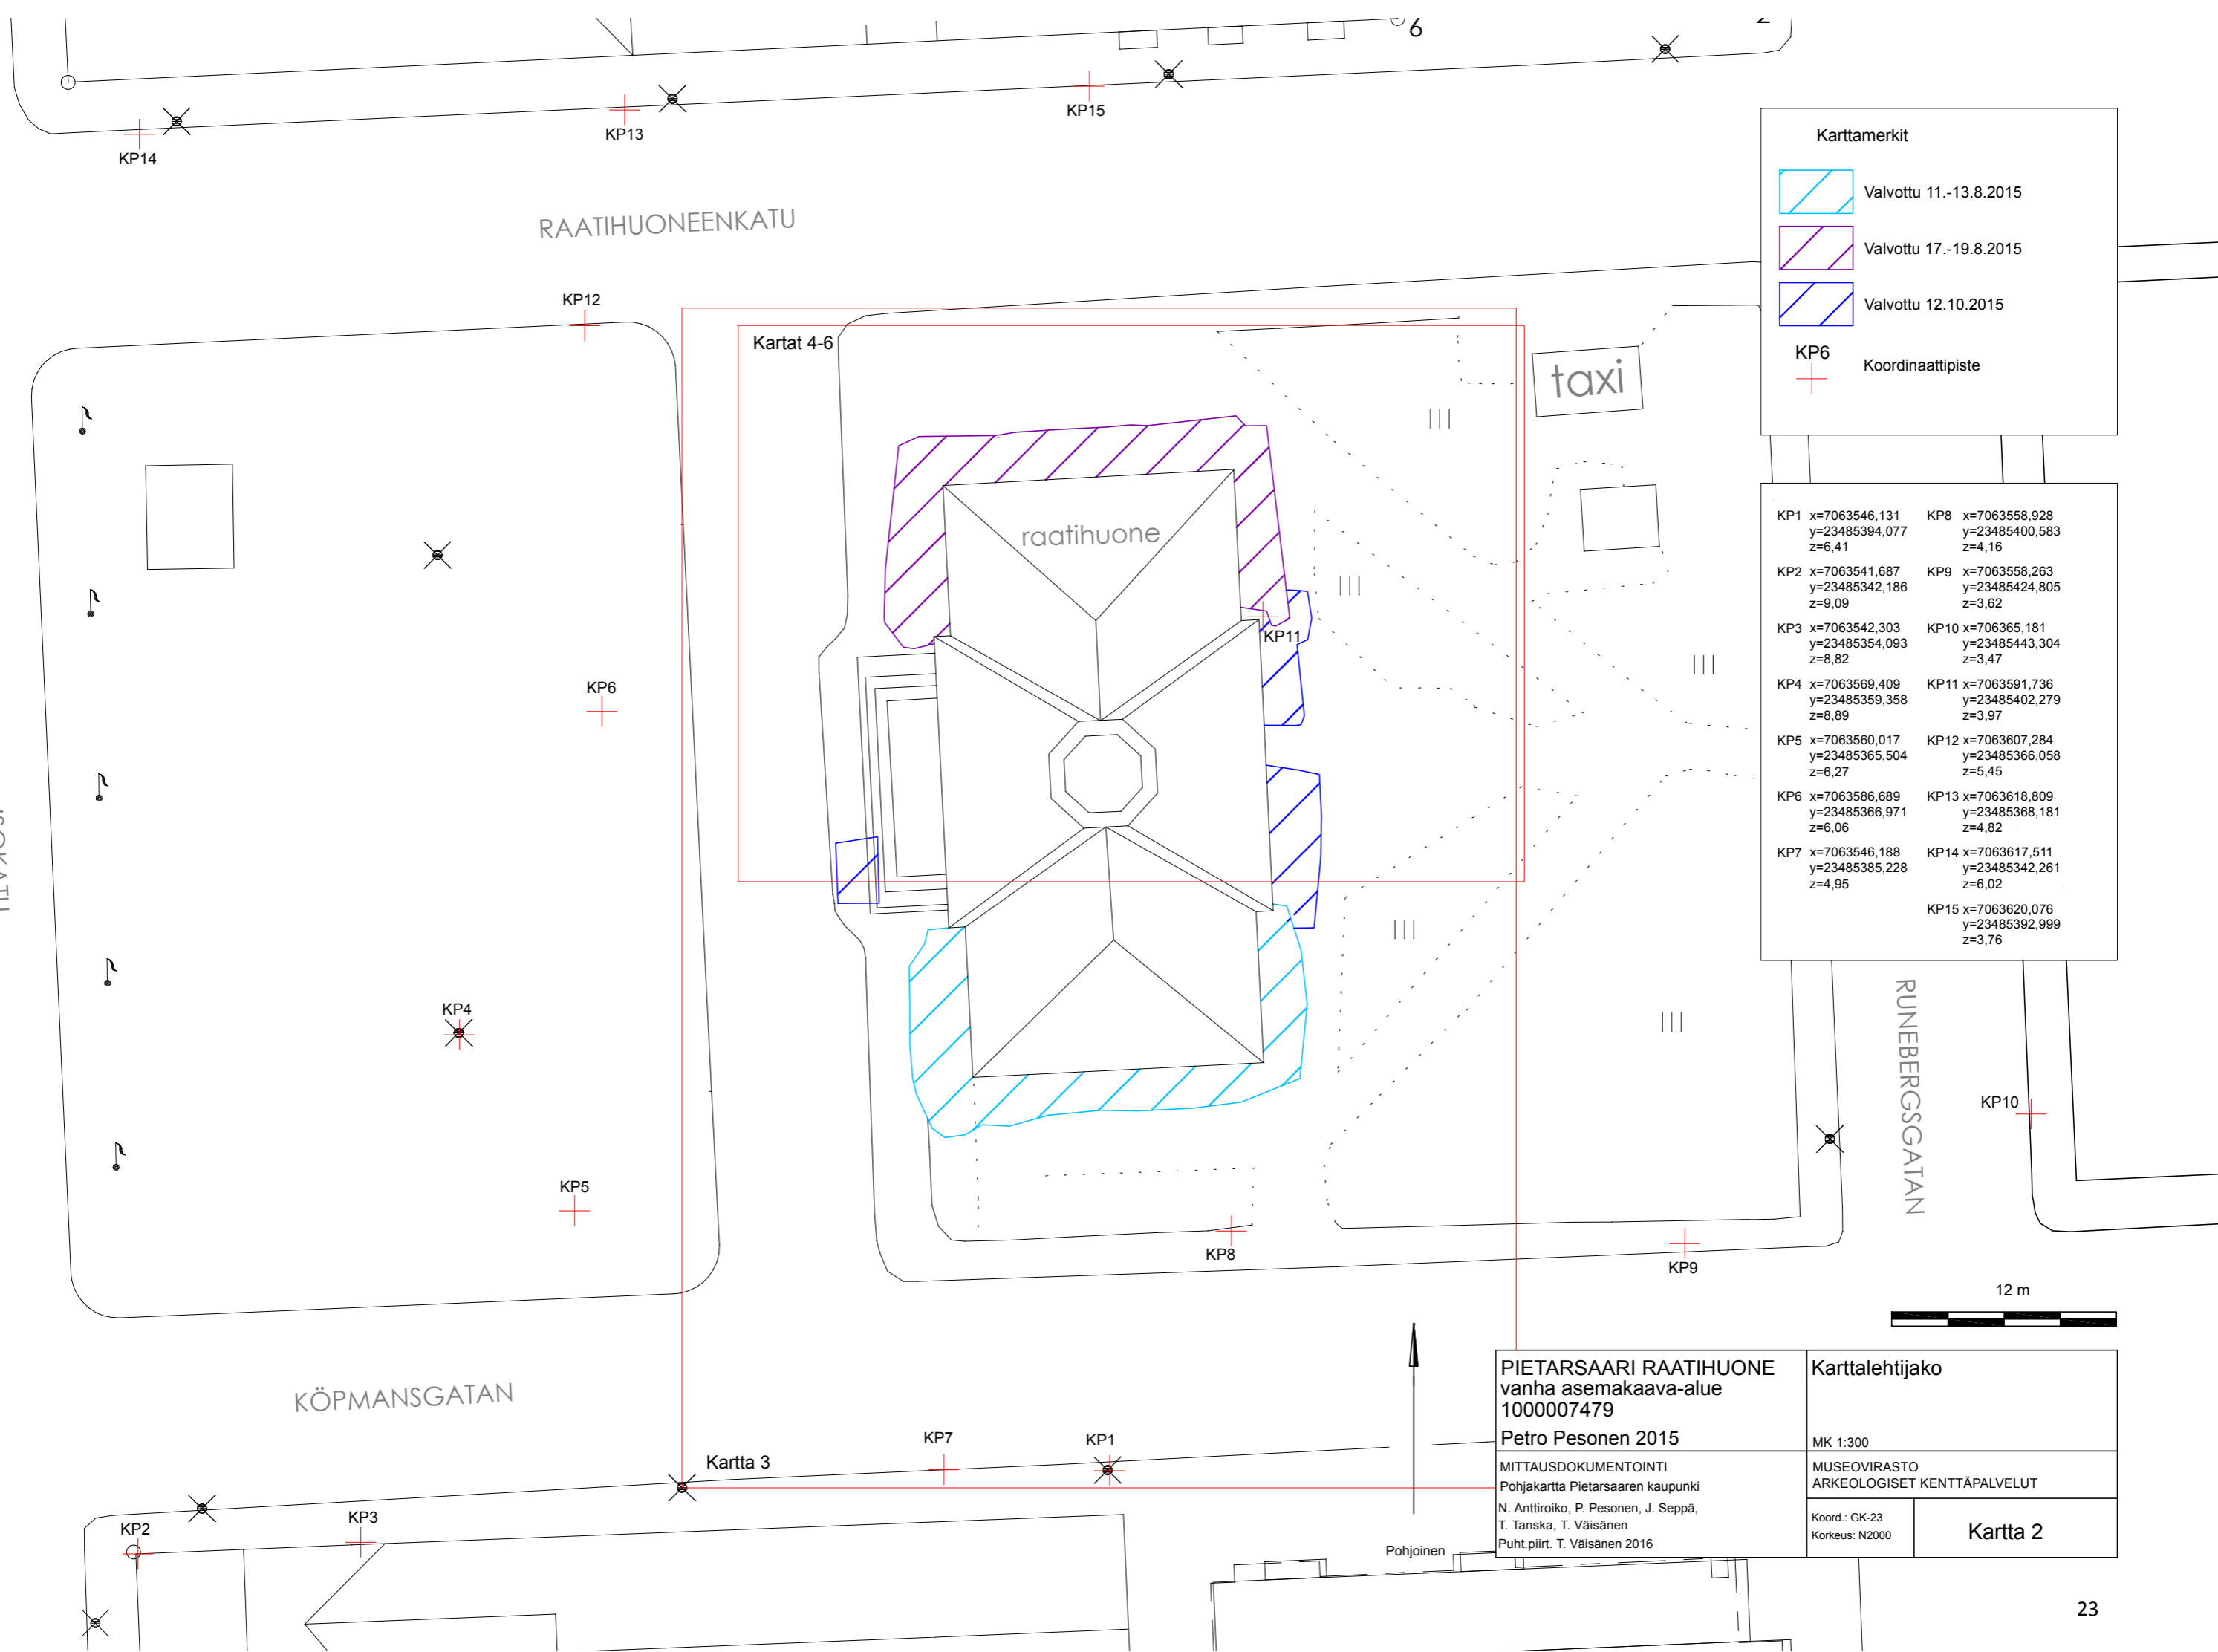 6
KP15
KP13
KP14
RAATIHUONEENKATU
KP12
Kartat 4-6
taxi
raatihuone
KP11
KP6
KP4
KP5
KP8
KP9
KP10
RUNEBERGSGATAN
KÖPMANSGATAN
Kartta 3
KP7
KP1
KP2
KP3
Pohjoinen
Karttamerkit
Valvottu 11.-13.8.2015
Valvottu 17.-19.8.2015
Valvottu 12.10.2015
KP6
Koordinaattipiste
KP1 x=7063546,131
y=23485394,077
z=6,41
KP2 x=7063541,687
y=23485342,186
z=9,09
KP3 x=7063542,303
y=23485354,093
z=8,82
KP4 x=7063569,409
y=23485359,358
z=8,89
KP5 x=7063560,017
y=23485365,504
z=6,27
KP6 x=7063586,689
y=23485366,971
z=6,06
KP7 x=7063546,188
y=23485385,228
z=4,95
KP8 x=7063558,928
y=23485400,583
z=4,16
KP9 x=7063558,263
y=23485424,805
z=3,62
KP10 x=706365,181
y=23485443,304
z=3,47
KP11 x=7063591,736
y=23485402,279
z=3,97
KP12 x=7063607,284
y=23485366,058
z=5,45
KP13 x=7063618,809
y=23485368,181
z=4,82
KP14 x=7063617,511
y=23485342,261
z=6,02
KP15 x=7063620,076
y=23485392,999
z=3,76
12 m
PIETARSAARI RAATIHUONE
vanha asemakaava-alue
1000007479
Petro Pesonen 2015
Karttalehtijako
MK 1:300
MITTAUSDOKUMENTOINTI
Pohjakartta Pietarsaaren kaupunki
N. Anttiroiko, P. Pesonen, J. Seppä,
T. Tanska, T. Väisänen
Puht.piirt. T. Väisänen 2016
MUSEOVIRASTO
ARKEOLOGISET KENTTÄPALVELUT
Koord.: GK-23
Korkeus: N2000
Kartta 2
23